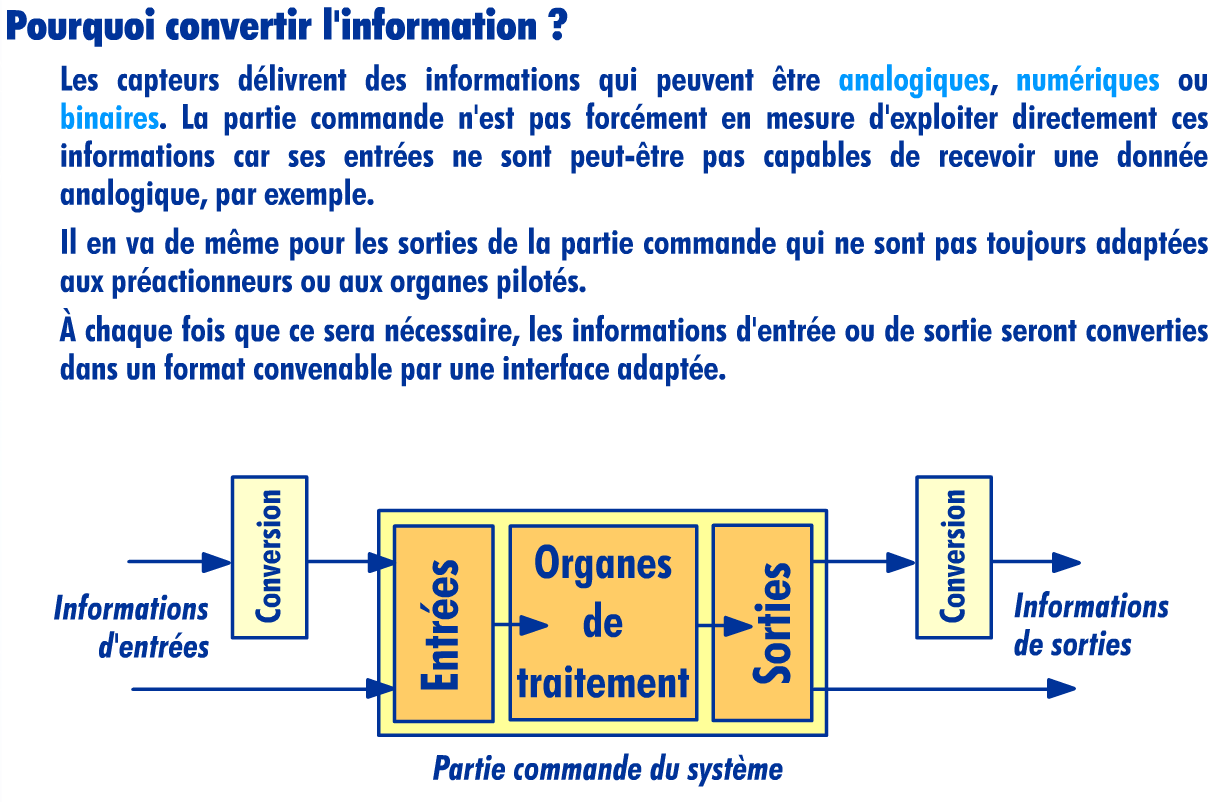 Pourquoi convertir l'information ?
Les capteurs délivrent des informations qui peuvent être analogiques, numériques ou
binaires. La partie commande n'est pas forcément en mesure d'exploiter directement ces
informations car ses entrées ne sont peut-être pas capables de recevoir une donnée
analogique, par exemple.
Il en va de même pour les sorties de la partie commande qui ne sont pas toujours adaptées
aux préactionneurs ou aux organes pilotés.
À chaque fois que ce sera nécessaire, les informations d'entrée ou de sortie seront converties
dans un format convenable par une interface adaptée.
Informations
d'entrées
Conversion
Entrées
Organes
de
traitement
Sorties
Conversion
Informations
de sorties
Partie commande du système